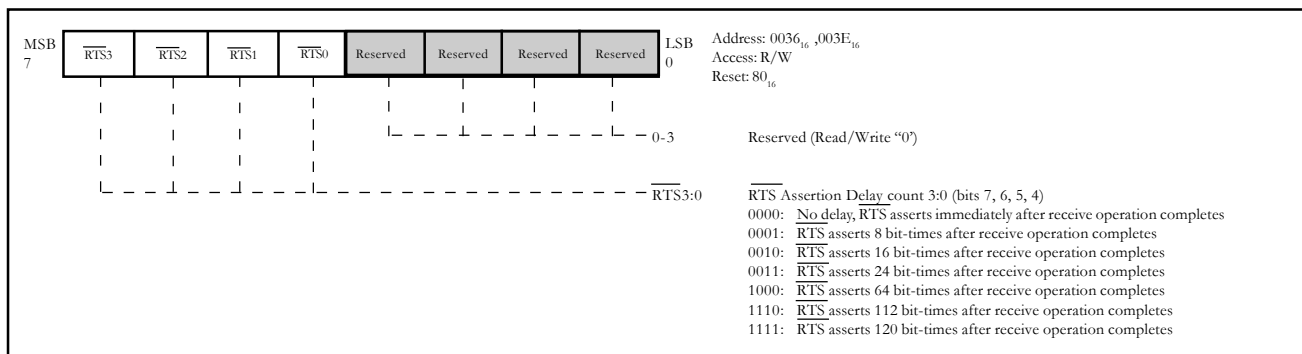 MSB
7
RTS3 RTS2 RTS1 RTS0 Reserved Reserved Reserved Reserved
LSB
0
Address: 0036₁₆ ,003E₁₆
Access: R/W
Reset: 80₁₆
0-3 Reserved (Read/Write “0’)
RTS3:0 RTS Assertion Delay count 3:0 (bits 7, 6, 5, 4)
0000: No delay, RTS asserts immediately after receive operation completes
0001: RTS asserts 8 bit-times after receive operation completes
0010: RTS asserts 16 bit-times after receive operation completes
0011: RTS asserts 24 bit-times after receive operation completes
1000: RTS asserts 64 bit-times after receive operation completes
1110: RTS asserts 112 bit-times after receive operation completes
1111: RTS asserts 120 bit-times after receive operation completes